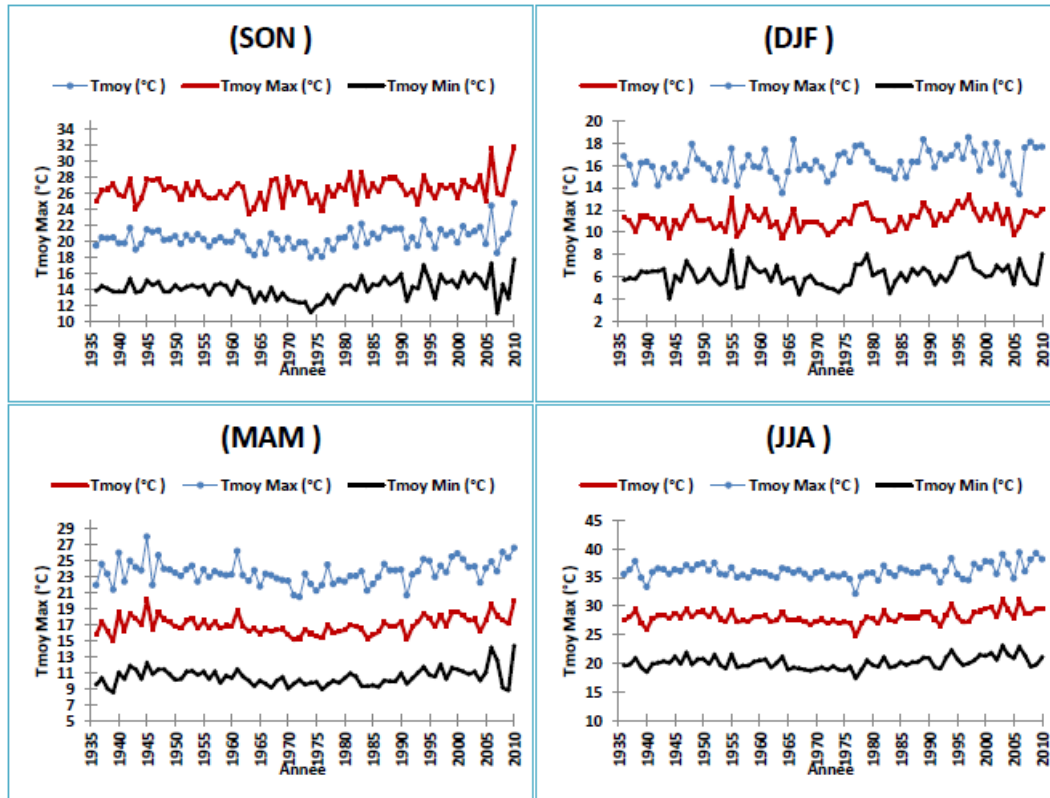 (SON )
Tmoy (°C ) Tmoy Max (°C ) Tmoy Min (°C )
Tmoy Max (°C )
34
32
30
28
26
24
22
20
18
16
14
12
10
1935 1940 1945 1950 1955 1960 1965 1970 1975 1980 1985 1990 1995 2000 2005 2010
Année
(DJF )
Tmoy (°C ) Tmoy Max (°C ) Tmoy Min (°C )
Tmoy Max (°C )
20
18
16
14
12
10
8
6
4
2
1935 1940 1945 1950 1955 1960 1965 1970 1975 1980 1985 1990 1995 2000 2005 2010
Année
(MAM )
Tmoy (°C ) Tmoy Max (°C ) Tmoy Min (°C )
Tmoy Max (°C )
29
27
25
23
21
19
17
15
13
11
9
7
5
1935 1940 1945 1950 1955 1960 1965 1970 1975 1980 1985 1990 1995 2000 2005 2010
Année
(JJA )
Tmoy (°C ) Tmoy Max (°C ) Tmoy Min (°C )
Tmoy Max (°C )
45
40
35
30
25
20
15
10
1935 1940 1945 1950 1955 1960 1965 1970 1975 1980 1985 1990 1995 2000 2005 2010
Année